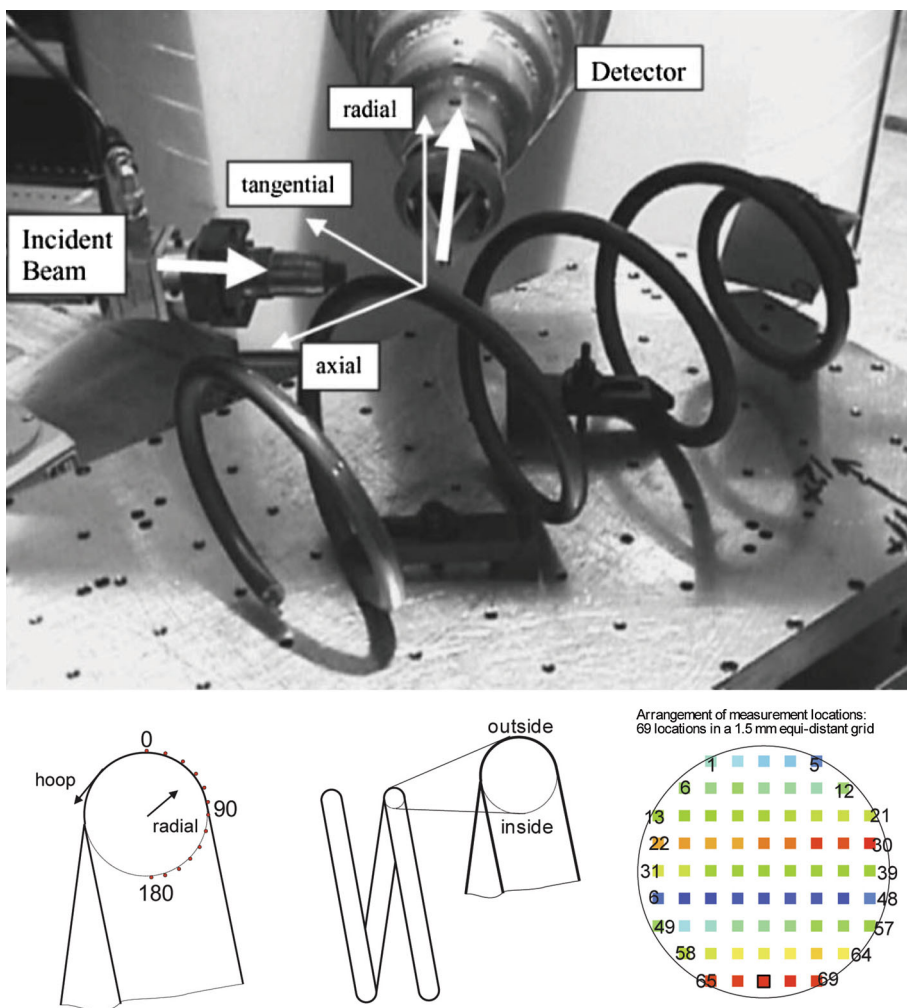 Detector
radial
tangential
Incident
Beam
axial
0
hoop
radial
90
180
outside
inside
Arrangement of measurement locations:
69 locations in a 1.5 mm equi-distant grid
1 5
6 12
13 21
22 30
31 39
6 48
49 57
58 64
65 69